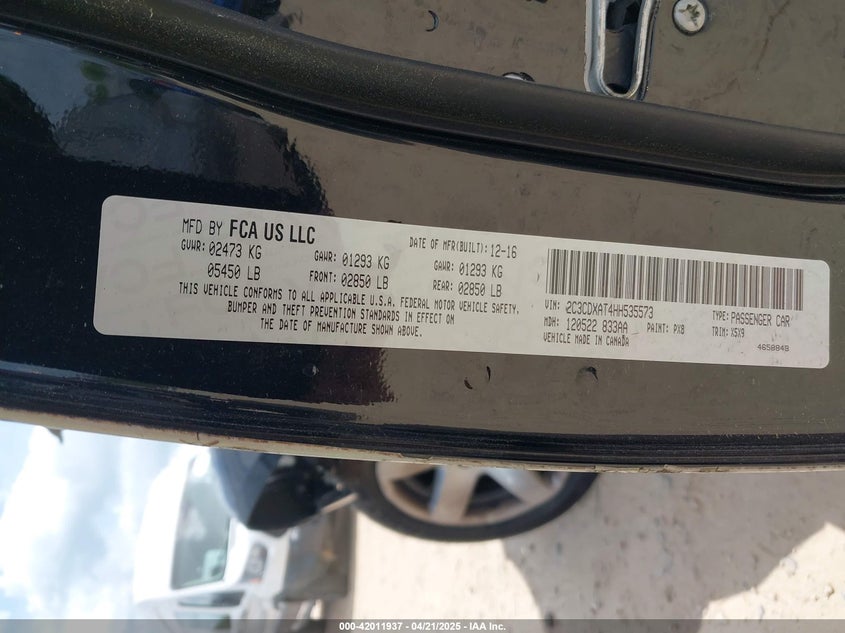 MFD BY FCA US LLC
DATE OF MFR(BUILT): 12-16
GVWR: 02473 KG
GAWR: 01293 KG
GAWR: 01293 KG
05450 LB
FRONT: 02850 LB
REAR: 02850 LB
THIS VEHICLE CONFORMS TO ALL APPLICABLE U.S.A. FEDERAL MOTOR VEHICLE SAFETY,
BUMPER AND THEFT PREVENTION STANDARDS IN EFFECT ON
THE DATE OF MANUFACTURE SHOWN ABOVE.
VIN: 2C3CDXAT4HH535573
TYPE: PASSENGER CAR
MDH: 120522 833AA
PAINT: PX8
TRIM: X5X9
VEHICLE MADE IN CANADA
4658849
000-42011937 - 04/21/2025 - IAA Inc.